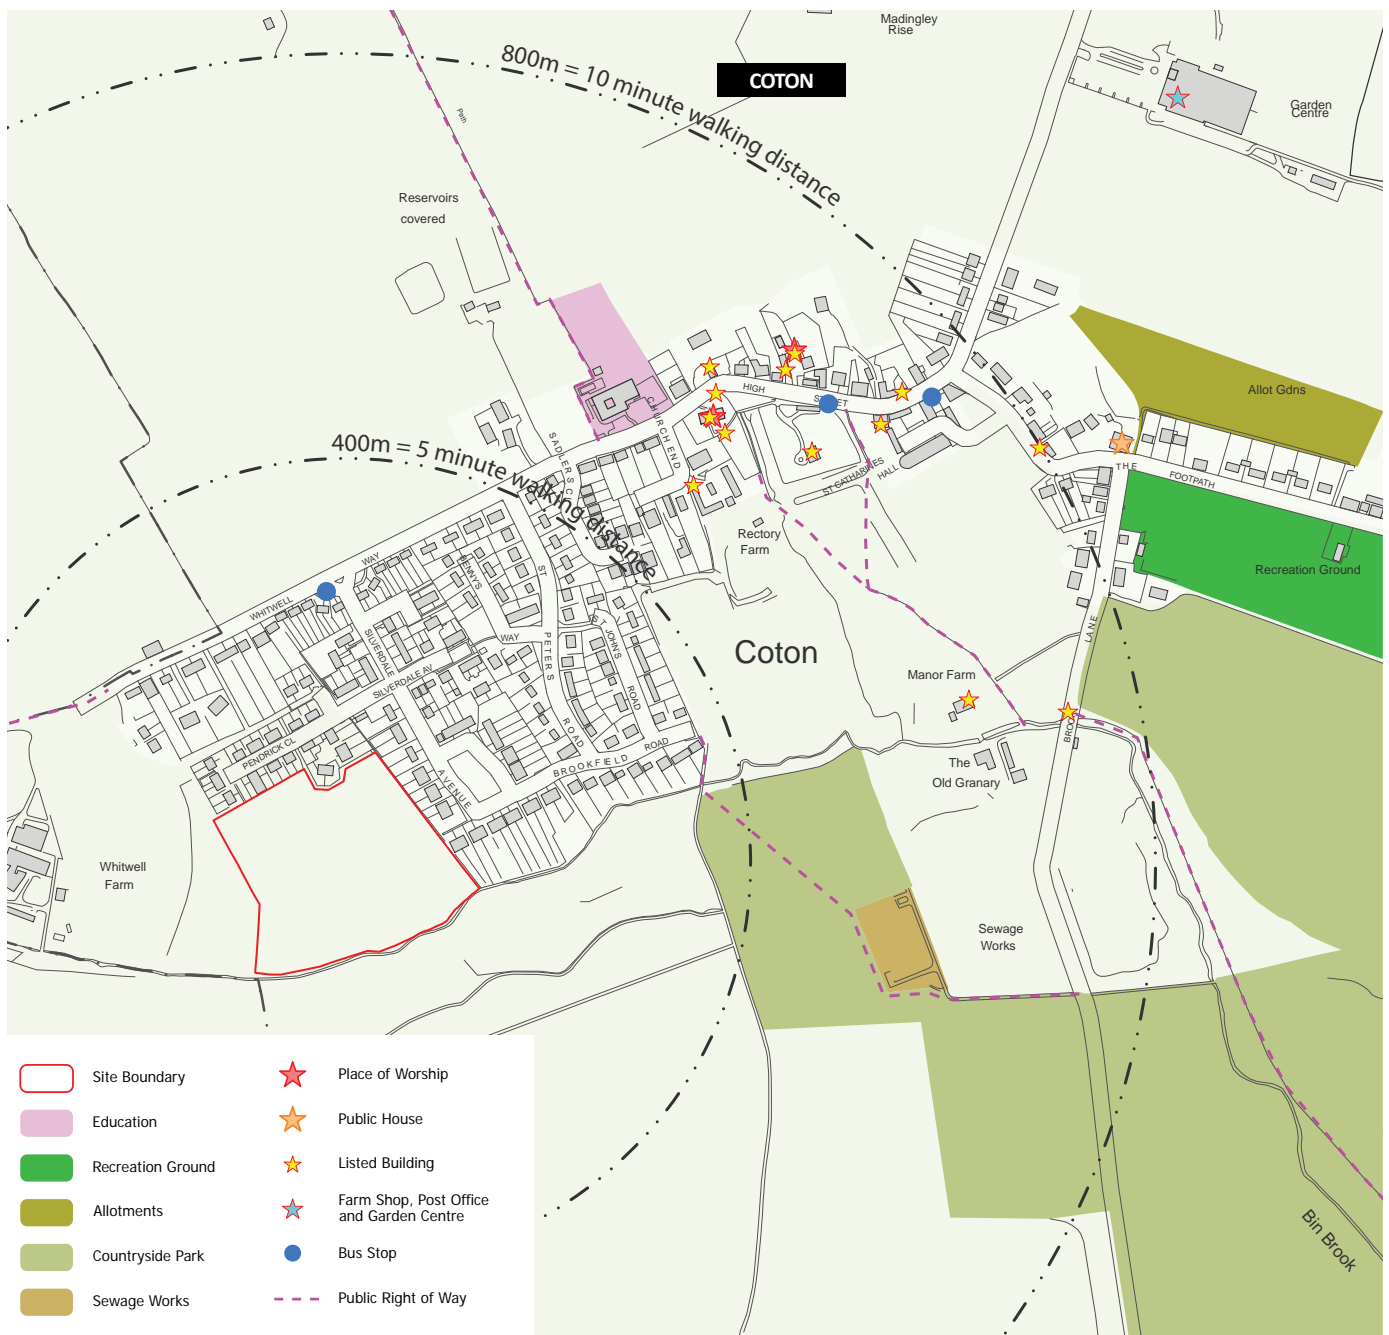 Madingley
Rise
800m = 10 minute walking distance
COTON
Garden
Centre
Path
Reservoirs
covered
HIGH
STREET
Allot Gdns
CHURCH END
SADLERS CL
400m = 5 minute walking distance
ST CATHARINES
HALL
THE
FOOTPATH
Rectory
Farm
Recreation Ground
WHITWELL
WAY
PENNYS
WAY
ST
PETERS
ROAD
ST JOHN'S
ROAD
SILVERDALE
SILVERDALE AV
AVENUE
Coton
LANE
Manor Farm
BROOK
PENDRICK CL
BROOKFIELD
ROAD
The
Old Granary
Whitwell
Farm
Sewage
Works
Bin Brook
Site Boundary
Education
Recreation Ground
Allotments
Countryside Park
Sewage Works
Place of Worship
Public House
Listed Building
Farm Shop, Post Office
and Garden Centre
Bus Stop
Public Right of Way